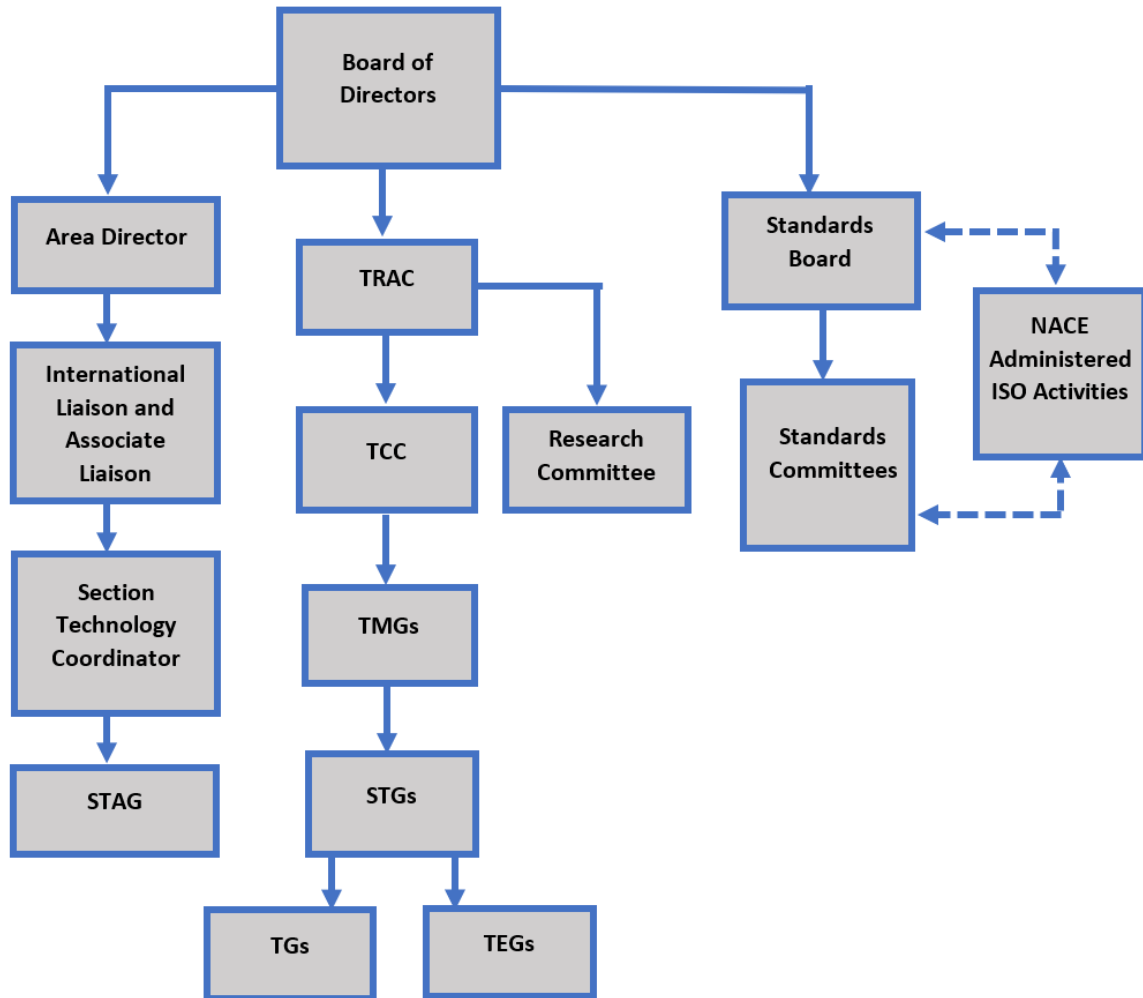 Board of
Directors
Area Director
International
Liaison and
Associate
Liaison
Section
Technology
Coordinator
STAG
TRAC
TCC
Research
Committee
TMGs
STGs
TGs
TEGs
Standards
Board
Standards
Committees
NACE
Administered
ISO Activities